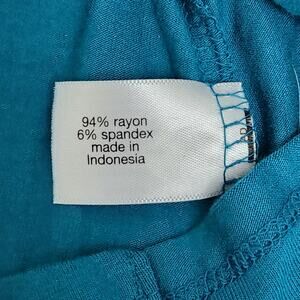 94% rayon
6% spandex
made in
Indonesia